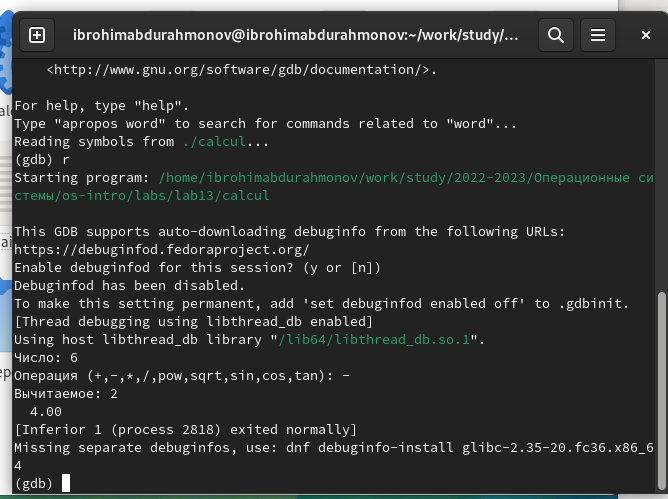 ibrohimabdurahmonov@ibrohimabdurahmonov:~/work/study/...
<http://www.gnu.org/software/gdb/documentation/>.
For help, type "help".
Type "apropos word" to search for commands related to "word"...
Reading symbols from ./calcul...
(gdb) r
Starting program: /home/ibrohimabdurahmonov/work/study/2022-2023/Операционные си
стемы/os-intro/labs/lab13/calcul
This GDB supports auto-downloading debuginfo from the following URLs:
https://debuginfod.fedoraproject.org/
Enable debuginfod for this session? (y or [n])
Debuginfod has been disabled.
To make this setting permanent, add 'set debuginfod enabled off' to .gdbinit.
[Thread debugging using libthread_db enabled]
Using host libthread_db library "/lib64/libthread_db.so.1".
Число: 6
Операция (+,-,*,/,pow,sqrt,sin,cos,tan): -
Вычитаемое: 2
4.00
[Inferior 1 (process 2818) exited normally]
Missing separate debuginfos, use: dnf debuginfo-install glibc-2.35-20.fc36.x86_6
4
(gdb)